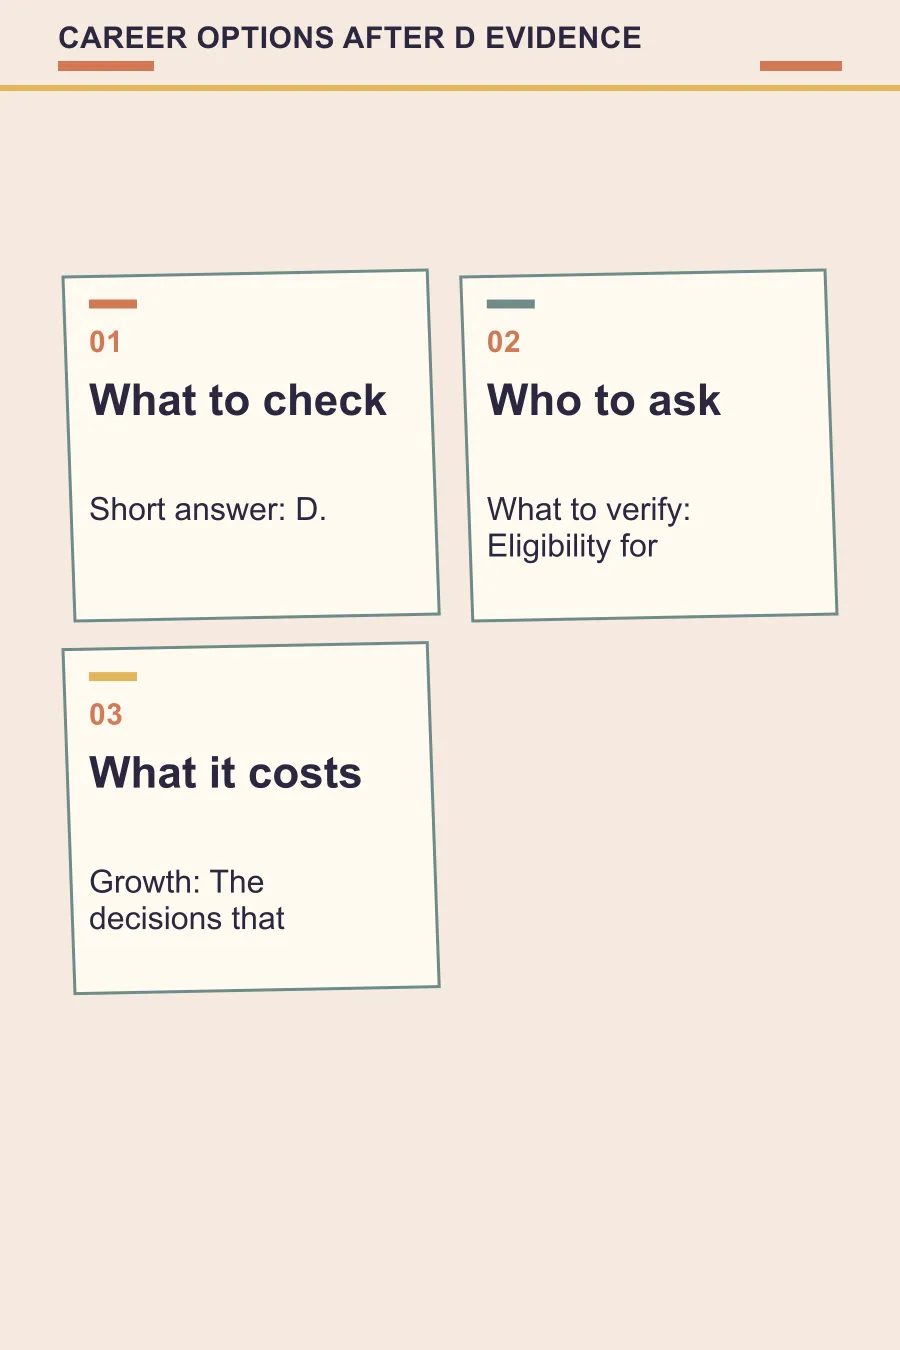 CAREER OPTIONS AFTER D EVIDENCE
01
What to check
Short answer: D.
02
Who to ask
What to verify:
Eligibility for
03
What it costs
Growth: The
decisions that